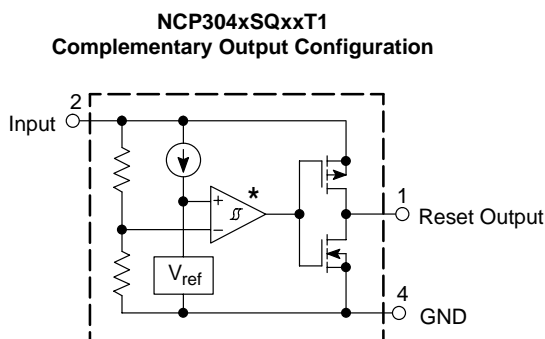 NCP304xSQxxT1
Complementary Output Configuration
2
Input
*
+
−
1
Reset Output
Vref
4
GND